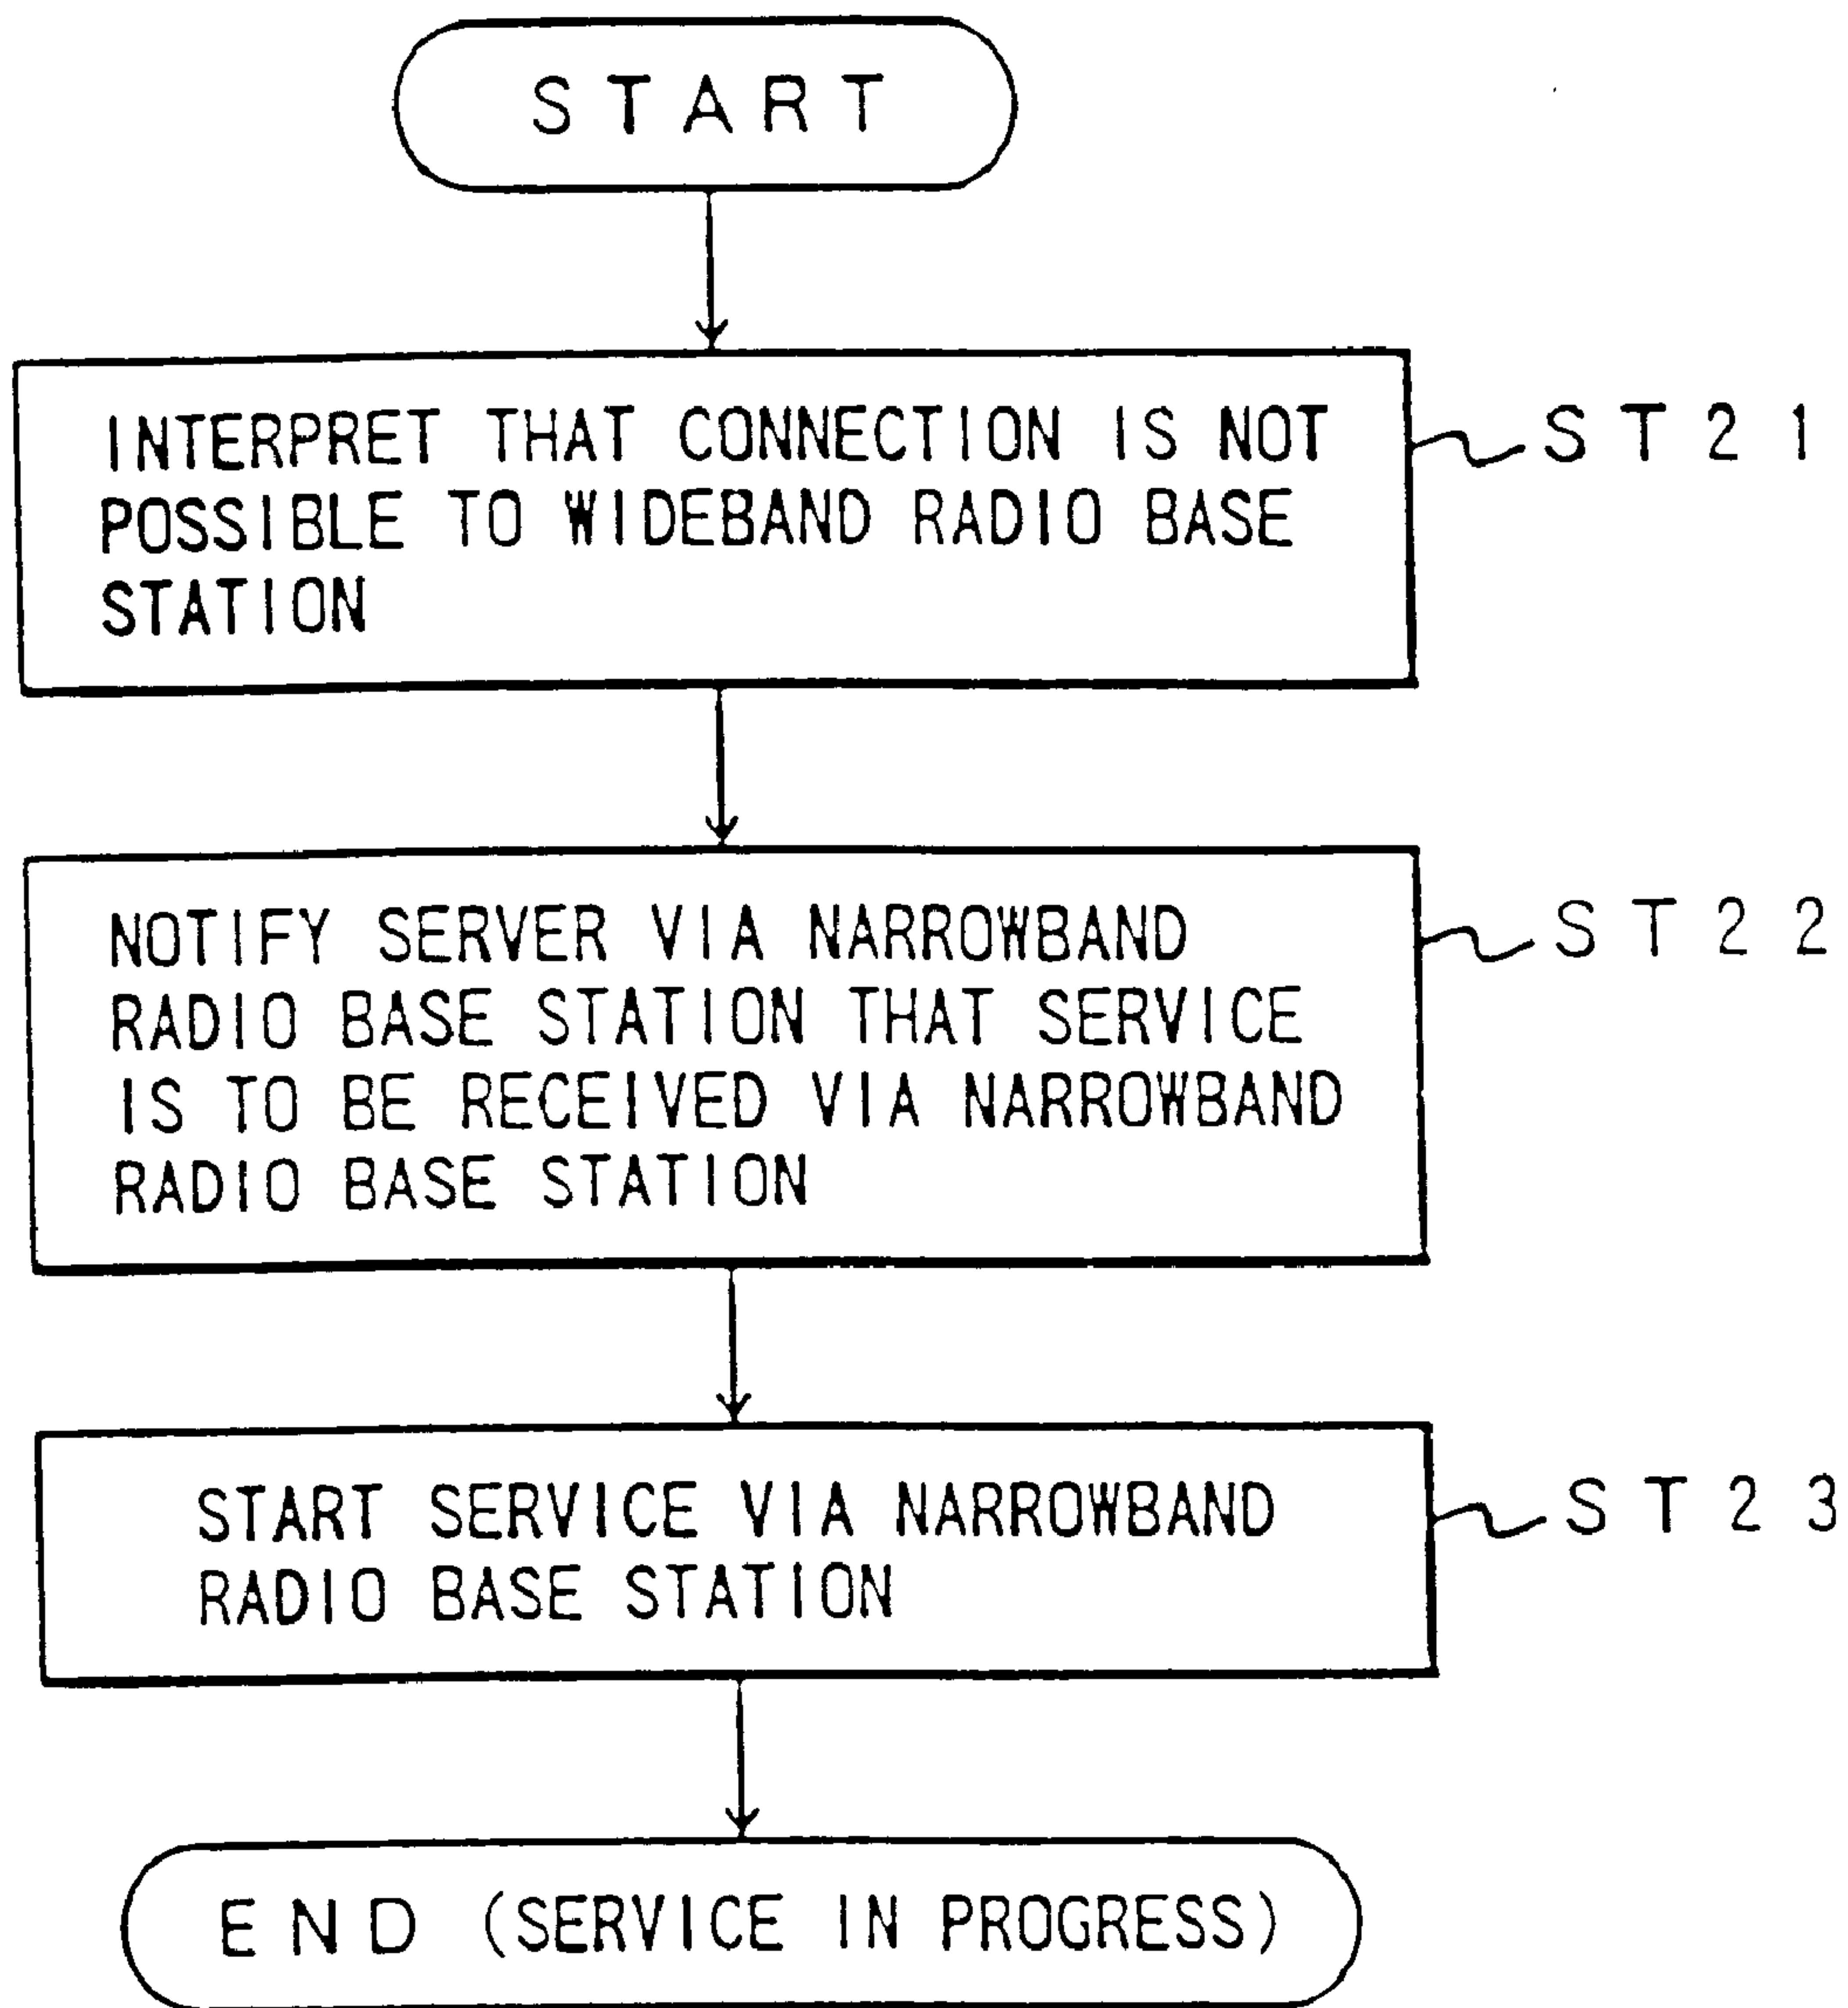 START
INTERPRET THAT CONNECTION IS NOT
POSSIBLE TO WIDEBAND RADIO BASE
STATION
ST21
NOTIFY SERVER VIA NARROWBAND
RADIO BASE STATION THAT SERVICE
IS TO BE RECEIVED VIA NARROWBAND
RADIO BASE STATION
ST22
START SERVICE VIA NARROWBAND
RADIO BASE STATION
ST23
END (SERVICE IN PROGRESS)